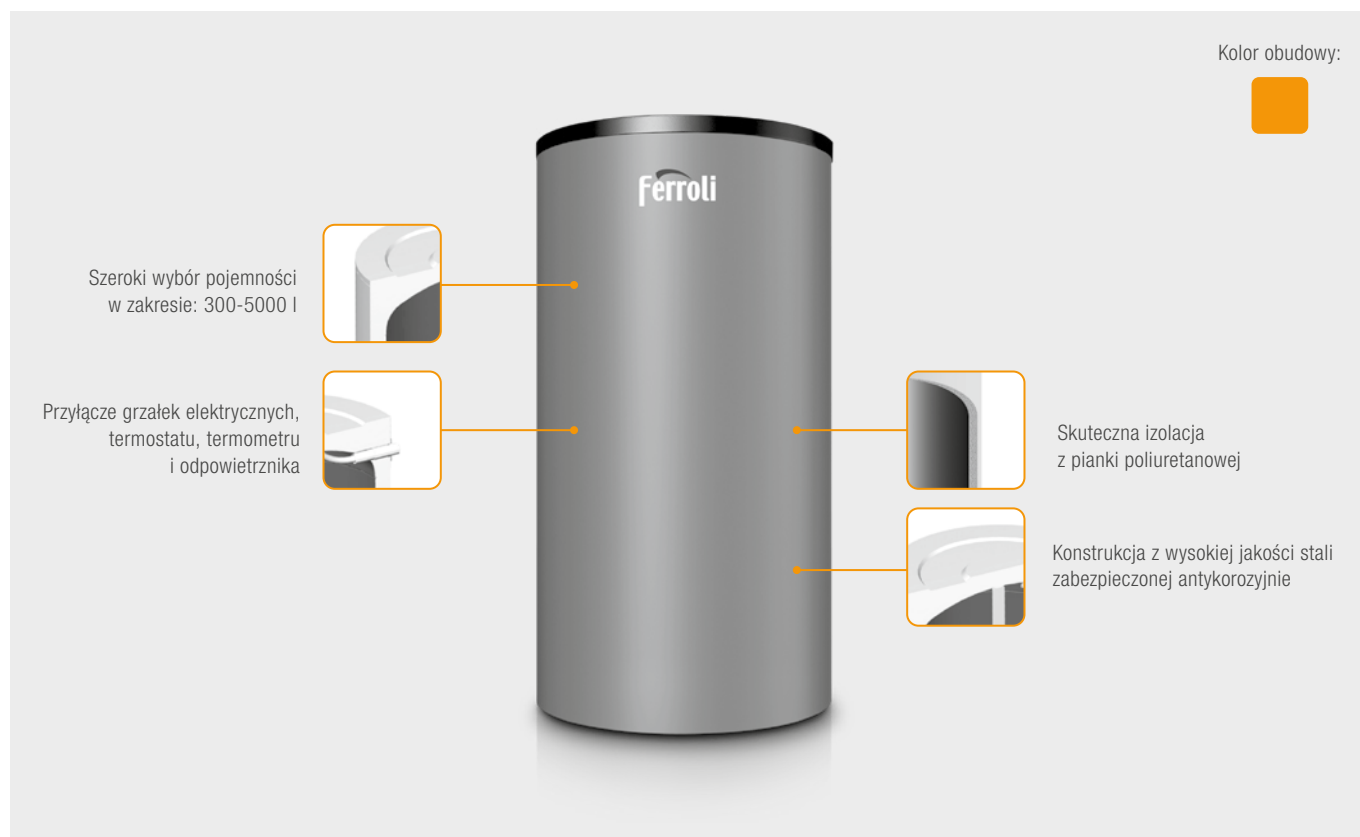 Kolor obudowy:
Ferroli
Szeroki wybór pojemności
w zakresie: 300-5000 l
Przyłącze grzałek elektrycznych,
termostatu, termometru
i odpowietrznika
Skuteczna izolacja
z pianki poliuretanowej
Konstrukcja z wysokiej jakości stali
zabezpieczonej antykorozyjnie